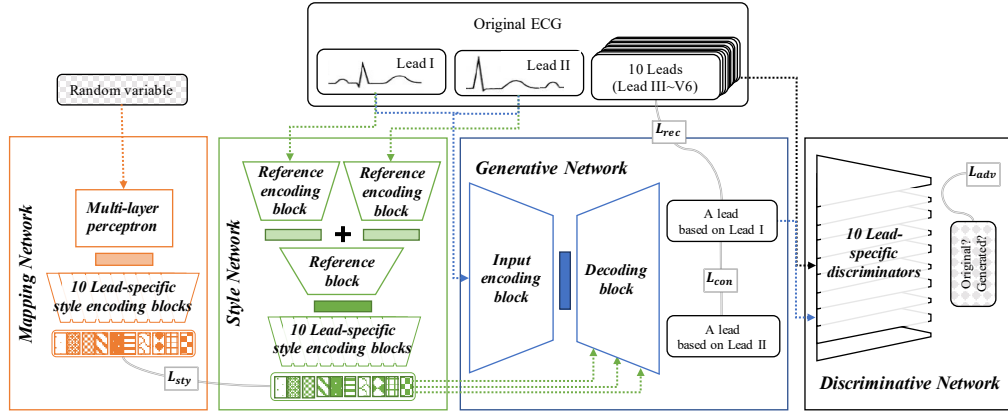 Original ECG
Lead I
Lead II
10 Leads
(Lead III~V6)
Random variable
L_rec
Mapping Network
Multi-layer
perceptron
10 Lead-specific
style encoding blocks
L_sty
Style Network
Reference
encoding
block
Reference
encoding
block
+
Reference
block
10 Lead-specific
style encoding blocks
Generative Network
Input
encoding
block
Decoding
block
A lead
based on Lead I
L_con
A lead
based on Lead II
10 Lead-
specific
discriminators
L_adv
Original?
Generated?
Discriminative Network